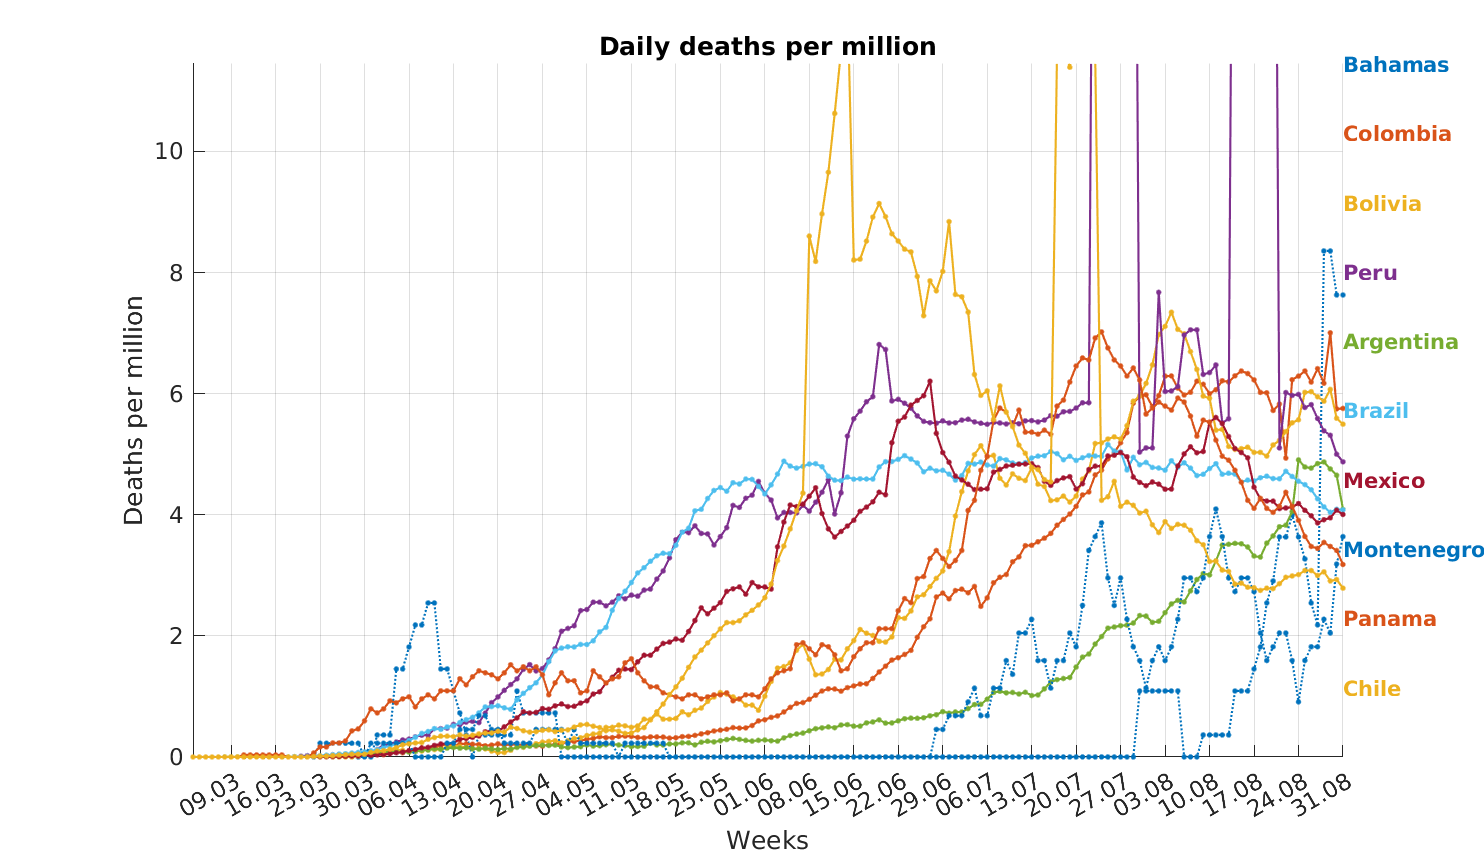 Daily deaths per million
Deaths per million
10
8
6
4
2
0
09.03
16.03
23.03
30.03
06.04
13.04
20.04
27.04
04.05
11.05
18.05
25.05
01.06
08.06
15.06
22.06
29.06
06.07
13.07
20.07
27.07
03.08
10.08
17.08
24.08
31.08
Weeks
Bahamas
Colombia
Bolivia
Peru
Argentina
Brazil
Mexico
Montenegro
Panama
Chile